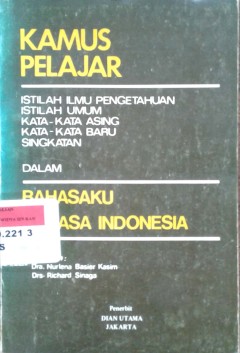 KAMUS
PELAJAR
ISTILAH ILMU PENGETAHUAN
ISTILAH UMUM
KATA-KATA ASING
KATA-KATA BARU
SINGKATAN
DALAM
BAHASAKU
BAHASA INDONESIA
.221 3
S
Drs. Nurlena Basier Kasim
Drs. Richard Sinaga
Penerbit
DIAN UTAMA
JAKARTA